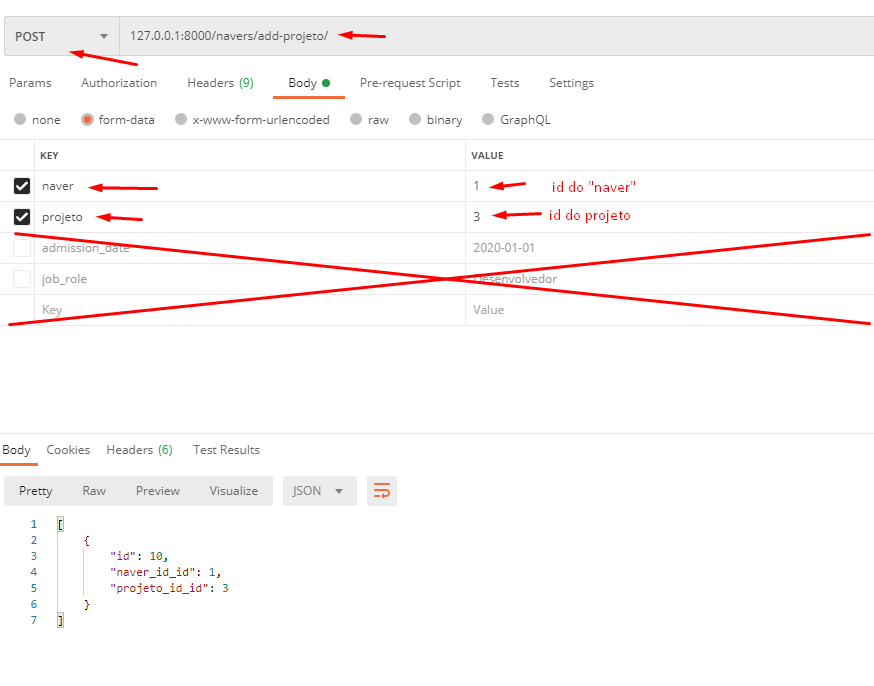 POST 127.0.0.1:8000/navers/add-projeto/
Params Authorization Headers (9) Body Pre-request Script Tests Settings
none form-data x-www-form-urlencoded raw binary GraphQL
KEY VALUE
naver 1 id do "naver"
projeto 3 id do projeto
admission_date 2020-01-01
job_role Desenvolvedor
Key Value
Body Cookies Headers (6) Test Results
Pretty Raw Preview Visualize JSON
1 [
2 {
3 "id": 10,
4 "naver_id_id": 1,
5 "projeto_id_id": 3
6 }
7 ]